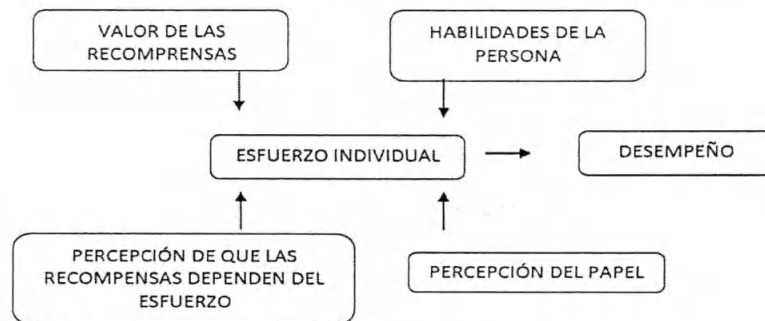 VALOR DE LAS
RECOMPRENSAS
HABILIDADES DE LA
PERSONA
ESFUERZO INDIVIDUAL
DESEMPEÑO
PERCEPCIÓN DE QUE LAS
RECOMPENSAS DEPENDEN DEL
ESFUERZO
PERCEPCIÓN DEL PAPEL